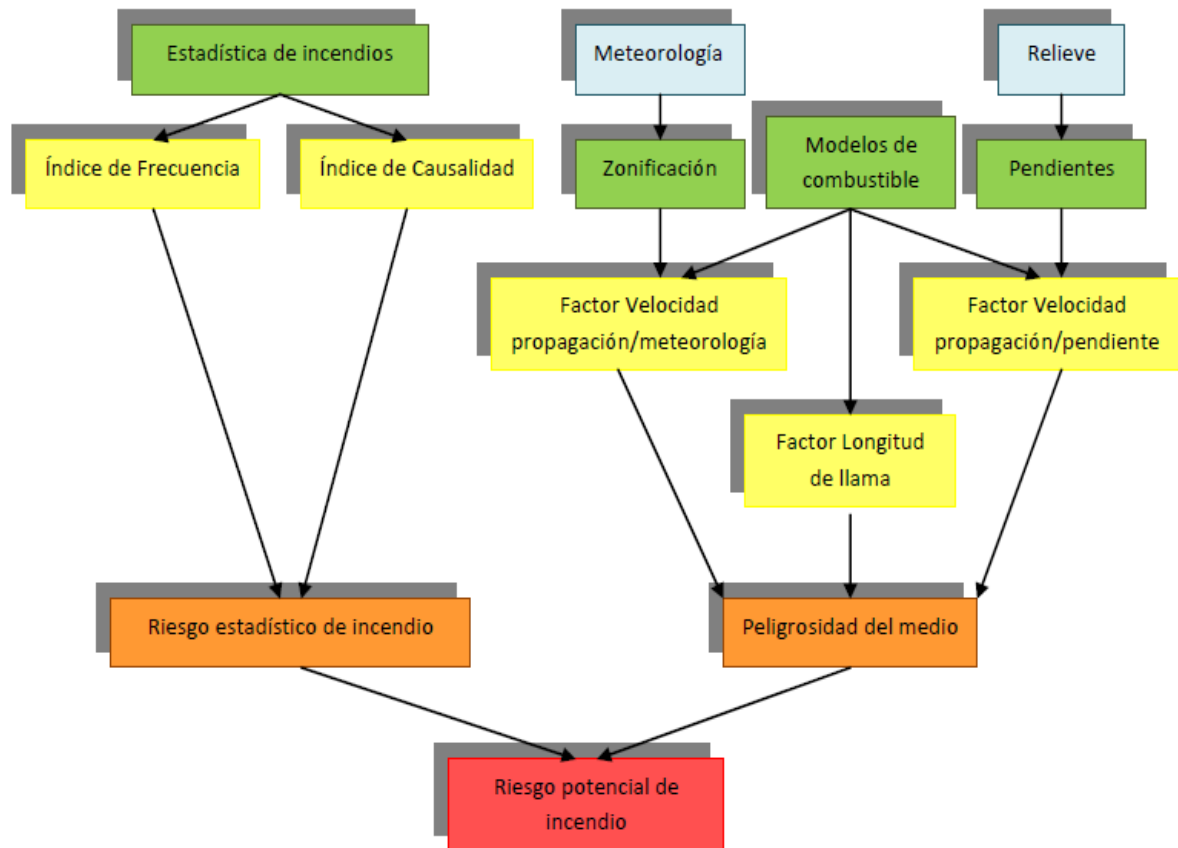 Estadística de incendios
Meteorología
Relieve
Índice de Frecuencia
Índice de Causalidad
Zonificación
Modelos de
combustible
Pendientes
Factor Velocidad
propagación/meteorología
Factor Velocidad
propagación/pendiente
Factor Longitud
de llama
Riesgo estadístico de incendio
Peligrosidad del medio
Riesgo potencial de
incendio